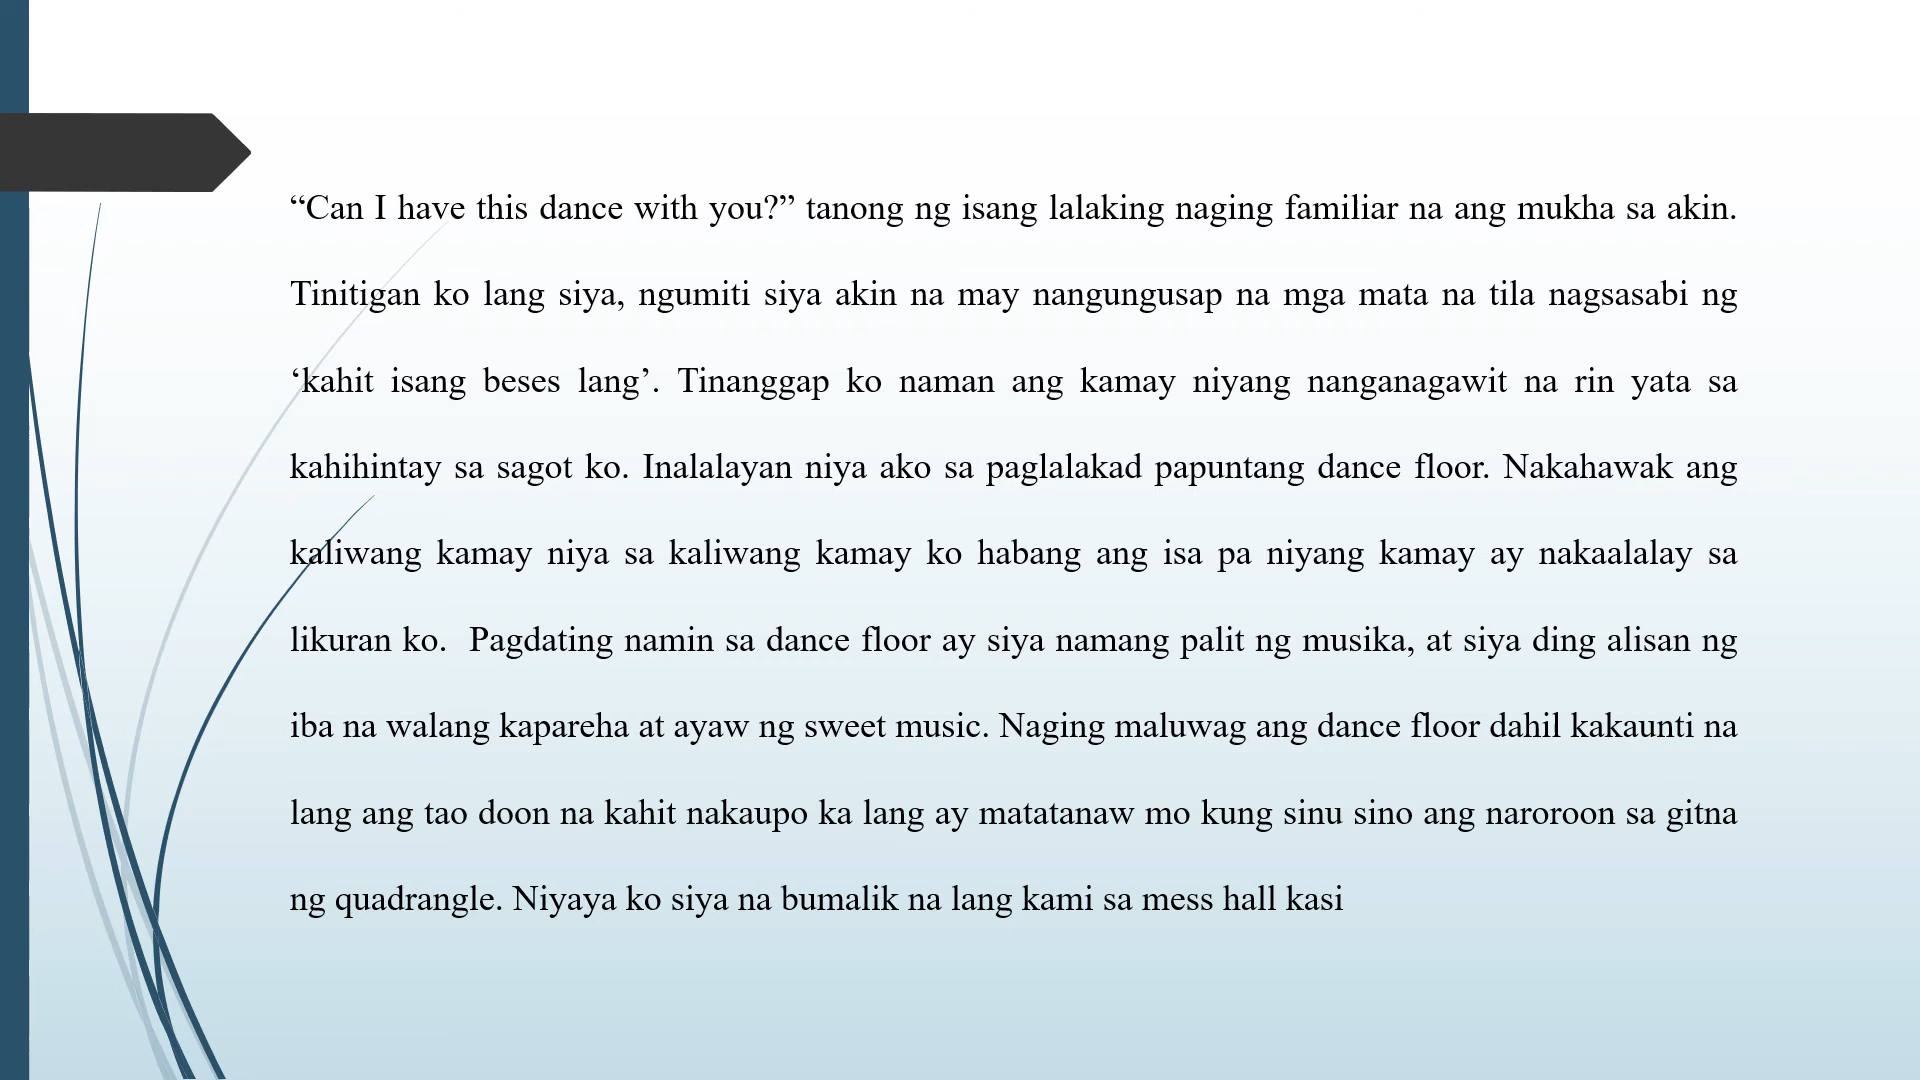 “Can I have this dance with you?” tanong ng isang lalaking naging familiar na ang mukha sa akin.
Tinitigan ko lang siya, ngumiti siya akin na may nangungusap na mga mata na tila nagsasabi ng
‘kahit isang beses lang’. Tinanggap ko naman ang kamay niyang nanganagawit na rin yata sa
kahihintay sa sagot ko. Inalalayan niya ako sa paglalakad papuntang dance floor. Nakahawak ang
kaliwang kamay niya sa kaliwang kamay ko habang ang isa pa niyang kamay ay nakaalalay sa
likuran ko.  Pagdating namin sa dance floor ay siya namang palit ng musika, at siya ding alisan ng
iba na walang kapareha at ayaw ng sweet music. Naging maluwag ang dance floor dahil kakaunti na
lang ang tao doon na kahit nakaupo ka lang ay matatanaw mo kung sinu sino ang naroroon sa gitna
ng quadrangle. Niyaya ko siya na bumalik na lang kami sa mess hall kasi